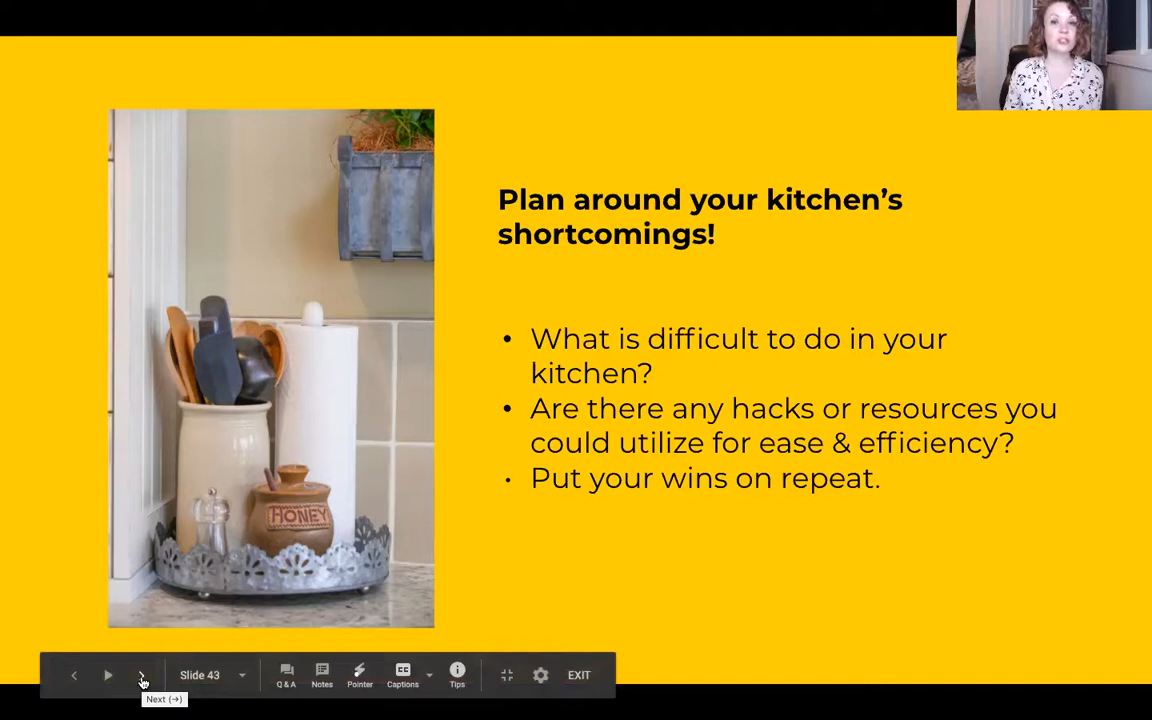 Plan around your kitchen's
shortcomings!
• What is difficult to do in your
kitchen?
• Are there any hacks or resources you
could utilize for ease & efficiency?
• Put your wins on repeat.
HONEY
Slide 43
Q & A
Notes
Pointer
CC
Captions
Tips
EXIT
Next (→)